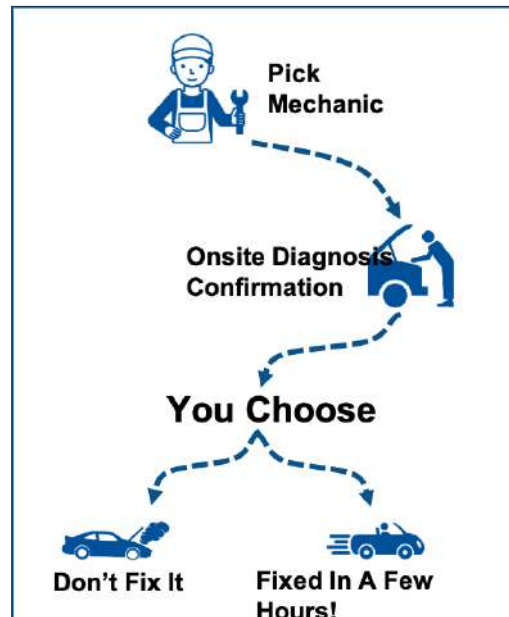 Pick
Mechanic
Onsite Diagnosis
Confirmation
You Choose
Don't Fix It
Fixed In A Few
Hours!